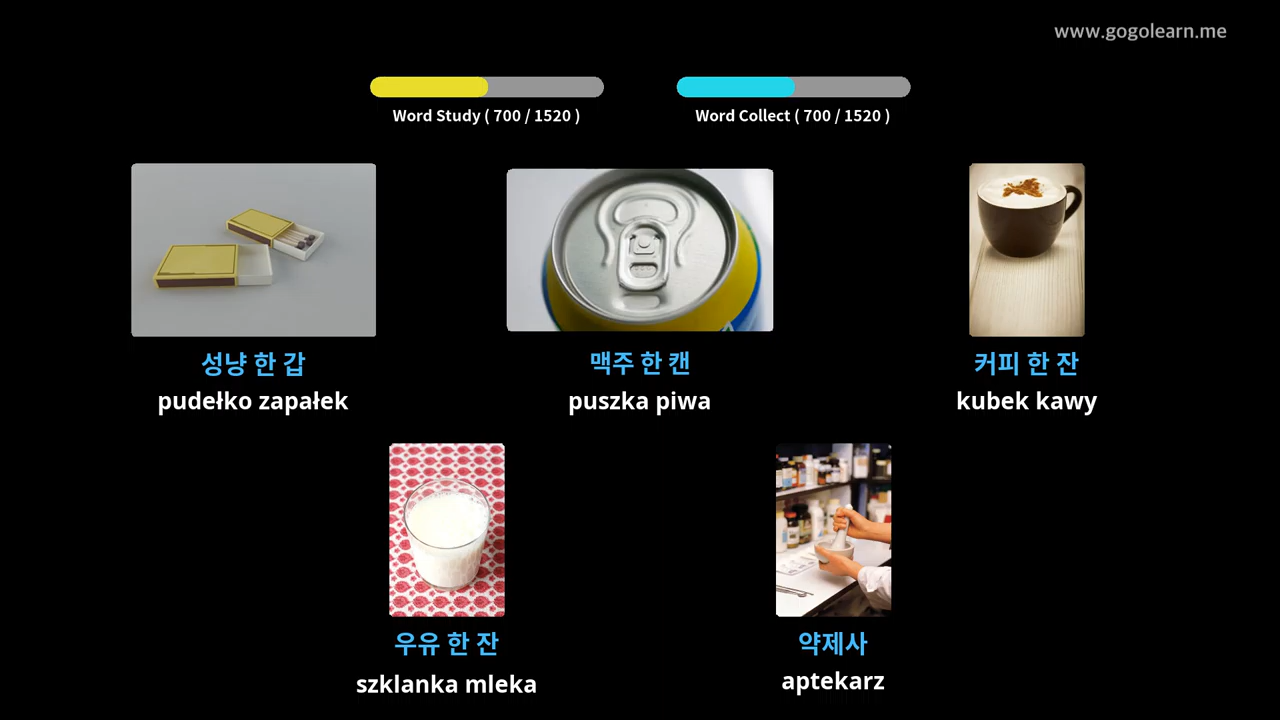 www.gogolearn.me
Word Study ( 700 / 1520 )
Word Collect ( 700 / 1520 )
성냥 한 갑
pudełko zapałek
맥주 한 캔
puszka piwa
커피 한 잔
kubek kawy
우유 한 잔
szklanka mleka
약제사
aptekarz